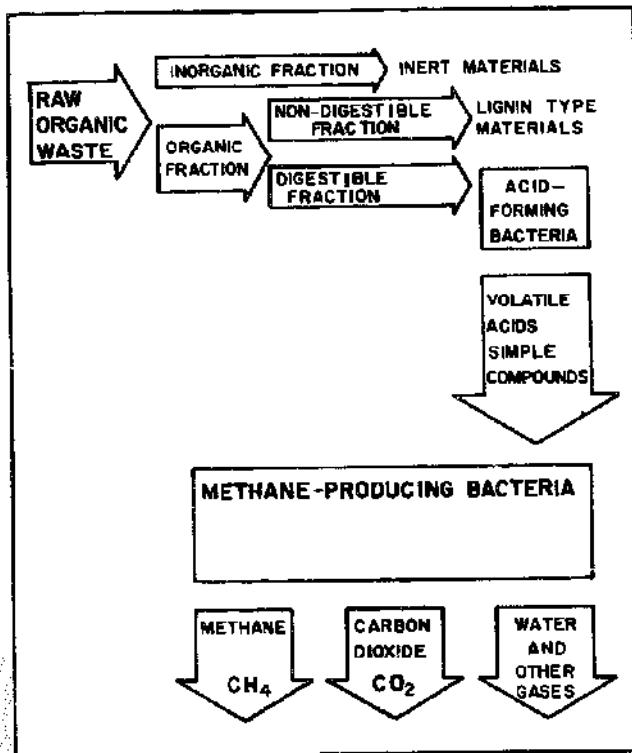 INORGANIC FRACTION
INERT MATERIALS
RAW
ORGANIC
WASTE
ORGANIC
FRACTION
NON-DIGESTIBLE
FRACTION
LIGNIN TYPE
MATERIALS
DIGESTIBLE
FRACTION
ACID-
FORMING
BACTERIA
VOLATILE
ACIDS
SIMPLE
COMPOUNDS
METHANE-PRODUCING BACTERIA
METHANE
CH₄
CARBON
DIOXIDE
CO₂
WATER
AND
OTHER
GASES